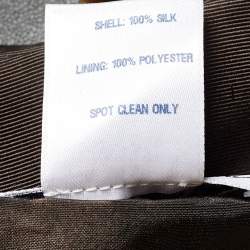 SHELL: 100% SILK
LINING: 100% POLYESTER
SPOT CLEAN ONLY